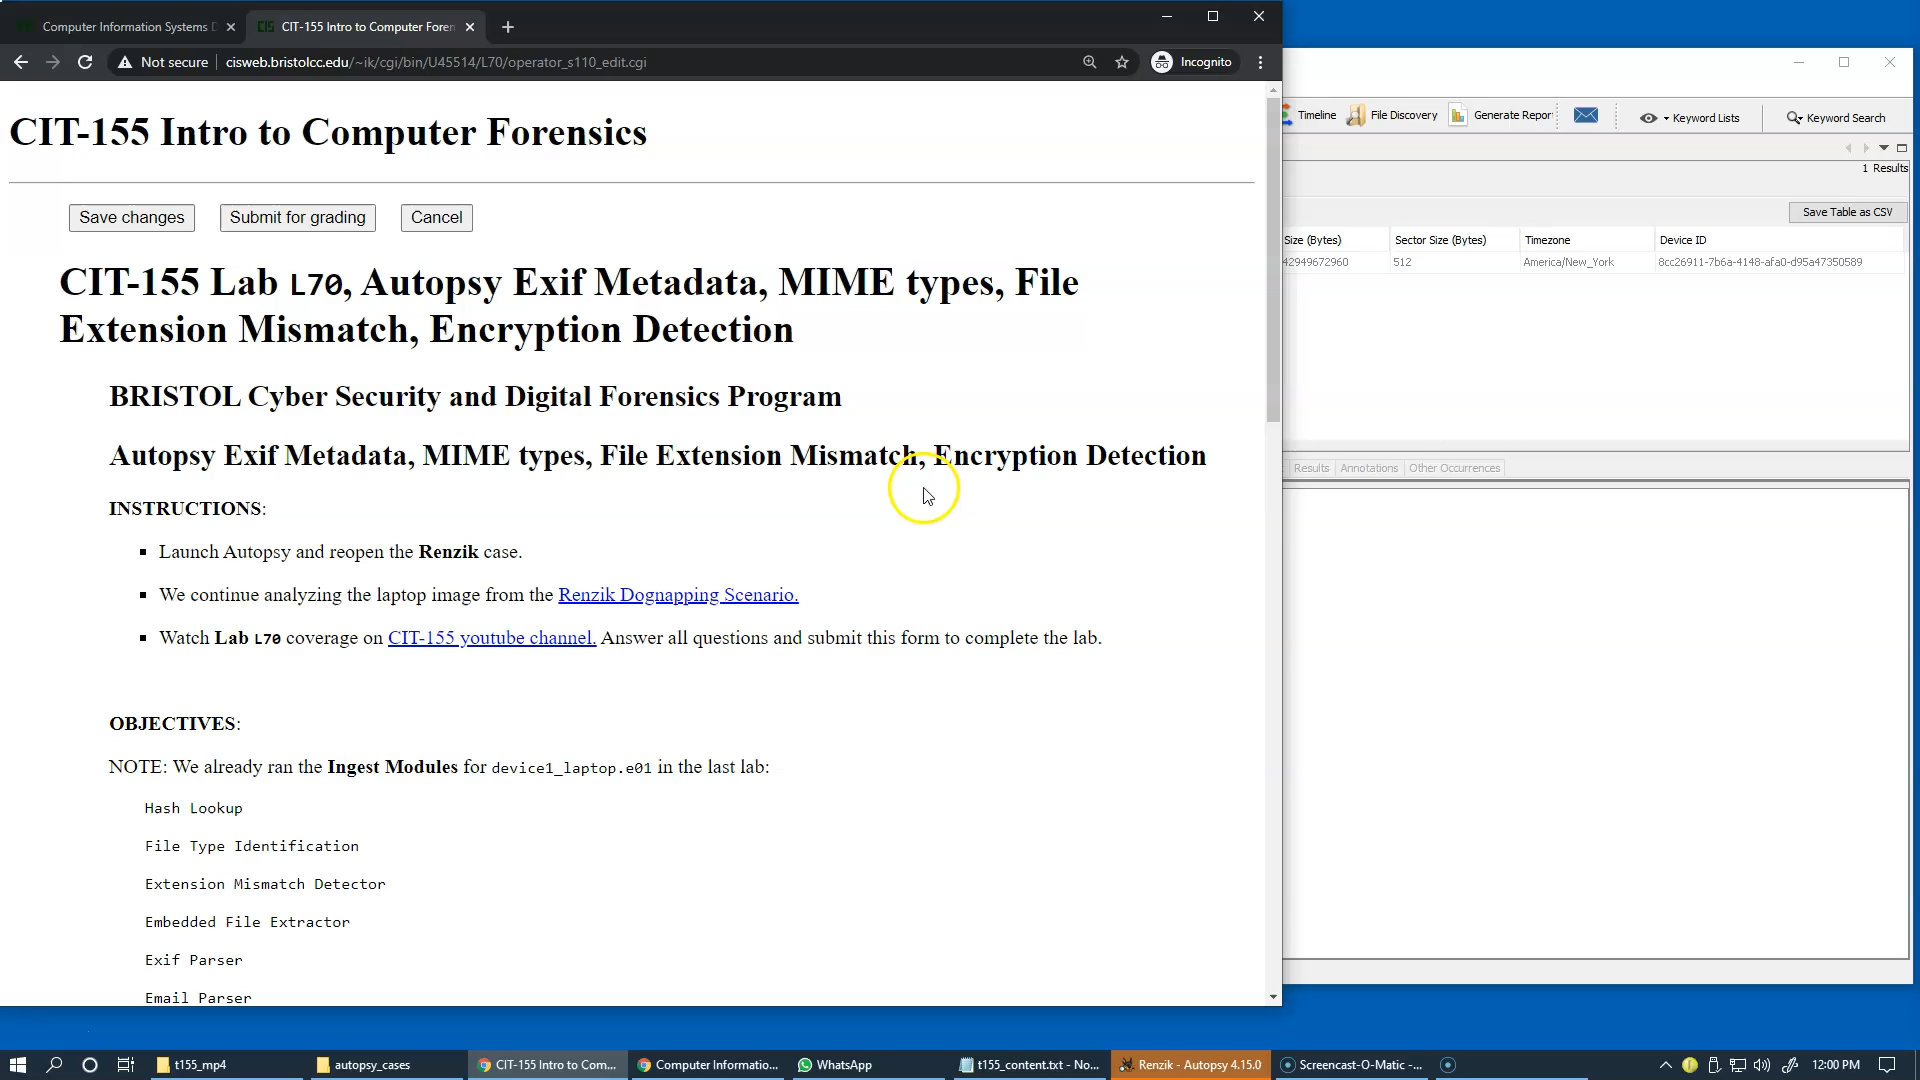 Computer Information Systems D
CIT-155 Intro to Computer Foren
Not secure
cisweb.bristolcc.edu/~ik/cgi/bin/U45514/L70/operator_s110_edit.cgi
Incognito
CIT-155 Intro to Computer Forensics
Save changes
Submit for grading
Cancel
CIT-155 Lab L70, Autopsy Exif Metadata, MIME types, File
Extension Mismatch, Encryption Detection
BRISTOL Cyber Security and Digital Forensics Program
Autopsy Exif Metadata, MIME types, File Extension Mismatch, Encryption Detection
INSTRUCTIONS:
Launch Autopsy and reopen the Renzik case.
We continue analyzing the laptop image from the Renzik Dognapping Scenario.
Watch Lab L70 coverage on CIT-155 youtube channel. Answer all questions and submit this form to complete the lab.
OBJECTIVES:
NOTE: We already ran the Ingest Modules for device1_laptop.e01 in the last lab:
Hash Lookup
File Type Identification
Extension Mismatch Detector
Embedded File Extractor
Exif Parser
Email Parser
Timeline
File Discovery
Generate Repor
Keyword Lists
Keyword Search
1 Results
Save Table as CSV
Size (Bytes)
Sector Size (Bytes)
Timezone
Device ID
42949672960
512
America/New_York
8cc26911-7b6a-4148-afa0-d95a47350589
Results
Annotations
Other Occurrences
t155_mp4
autopsy_cases
CIT-155 Intro to Com...
Computer Informatio...
WhatsApp
t155_content.txt - No...
Renzik - Autopsy 4.15.0
Screencast-O-Matic -...
12:00 PM